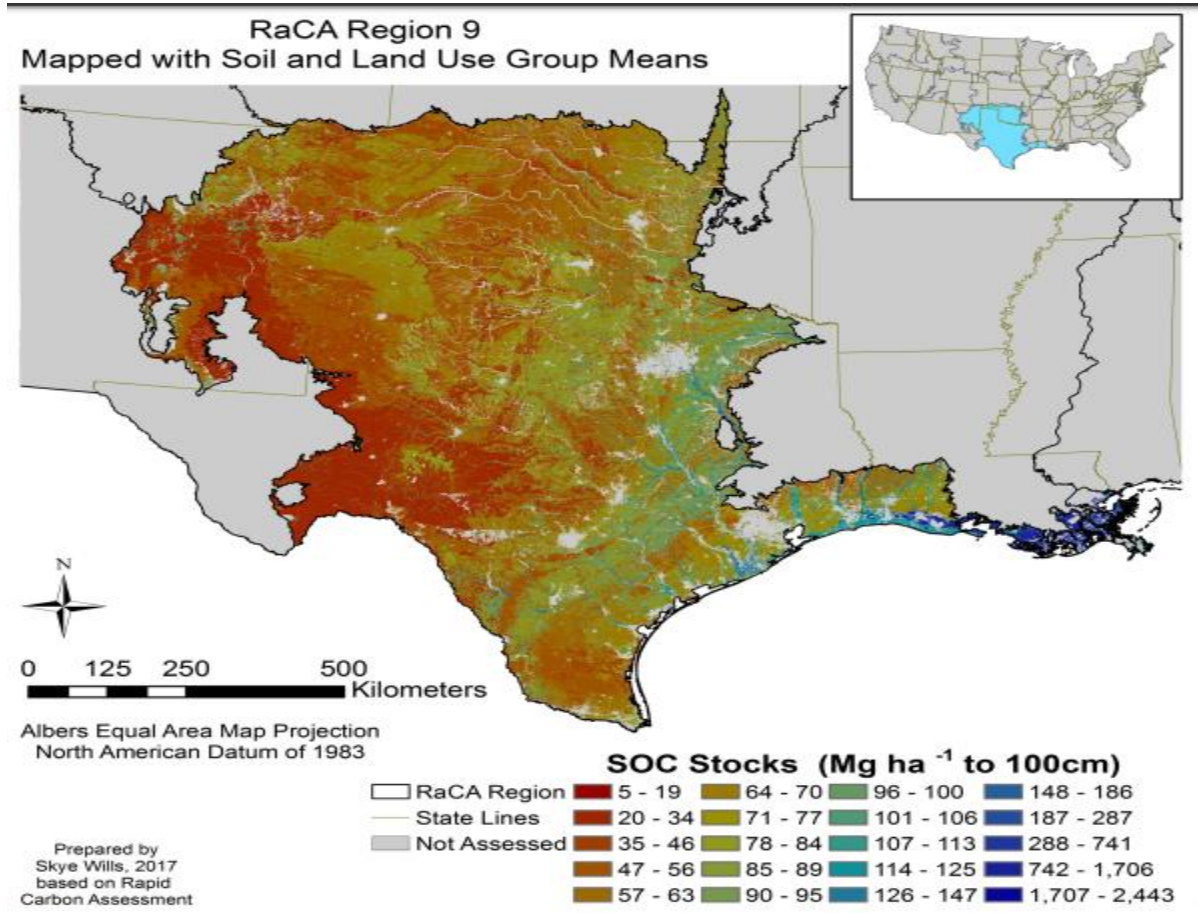 RaCA Region 9
Mapped with Soil and Land Use Group Means
N
0 125 250 500
Kilometers
Albers Equal Area Map Projection
North American Datum of 1983
SOC Stocks (Mg ha -1 to 100cm)
RaCA Region 5 - 19 64 - 70 96 - 100 148 - 186
State Lines 20 - 34 71 - 77 101 - 106 187 - 287
Not Assessed 35 - 46 78 - 84 107 - 113 288 - 741
47 - 56 85 - 89 114 - 125 742 - 1,706
57 - 63 90 - 95 126 - 147 1,707 - 2,443
Prepared by
Skye Wills, 2017
based on Rapid
Carbon Assessment